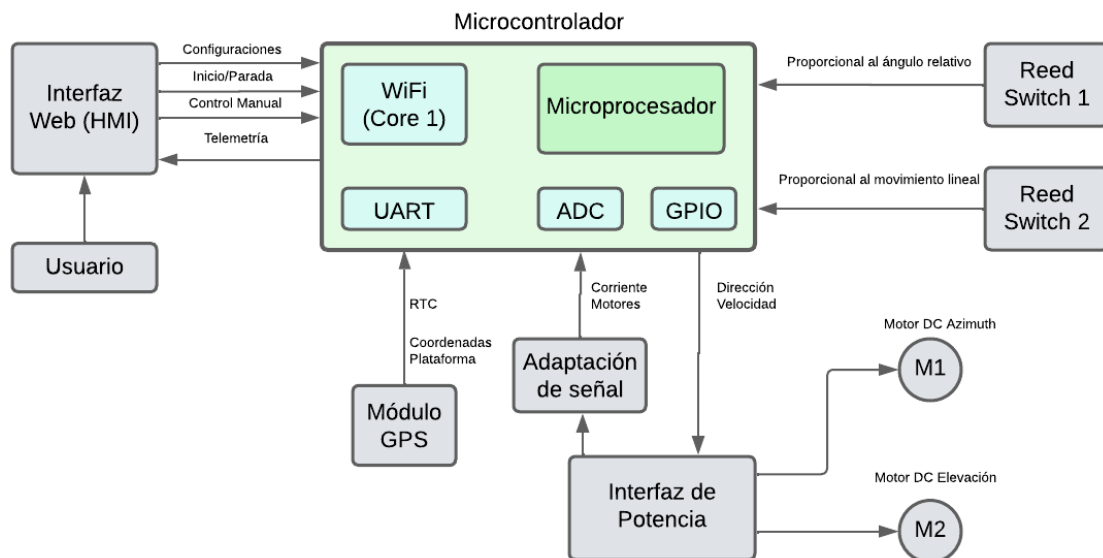 Microcontrolador
Interfaz
Web (HMI)
Configuraciones
Inicio/Parada
Control Manual
Telemetría
WiFi
(Core 1)
Microprocesador
UART
ADC
GPIO
Proporcional al ángulo relativo
Reed
Switch 1
Proporcional al movimiento lineal
Reed
Switch 2
Usuario
RTC
Coordenadas
Plataforma
Corriente
Motores
Dirección
Velocidad
Módulo
GPS
Adaptación
de señal
Interfaz de
Potencia
Motor DC Azimuth
M1
Motor DC Elevación
M2